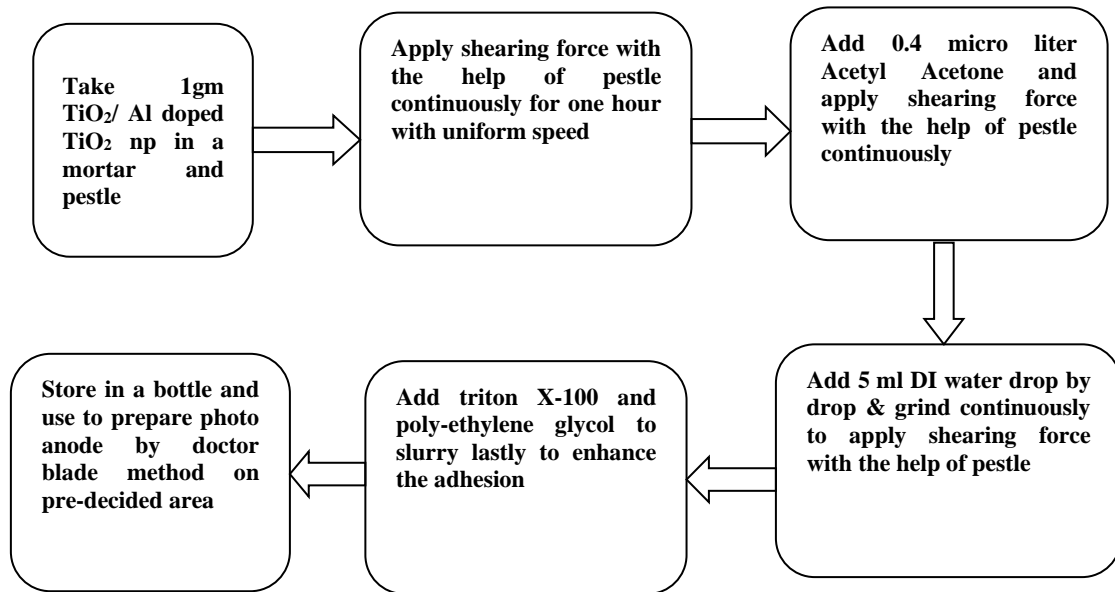 Take 1gm
TiO₂/ Al doped
TiO₂ np in a
mortar and
pestle
Apply shearing force with
the help of pestle
continuously for one hour
with uniform speed
Add 0.4 micro liter
Acetyl Acetone and
apply shearing force
with the help of pestle
continuously
Add 5 ml DI water drop by
drop & grind continuously
to apply shearing force
with the help of pestle
Add triton X-100 and
poly-ethylene glycol to
slurry lastly to enhance
the adhesion
Store in a bottle and
use to prepare photo
anode by doctor
blade method on
pre-decided area